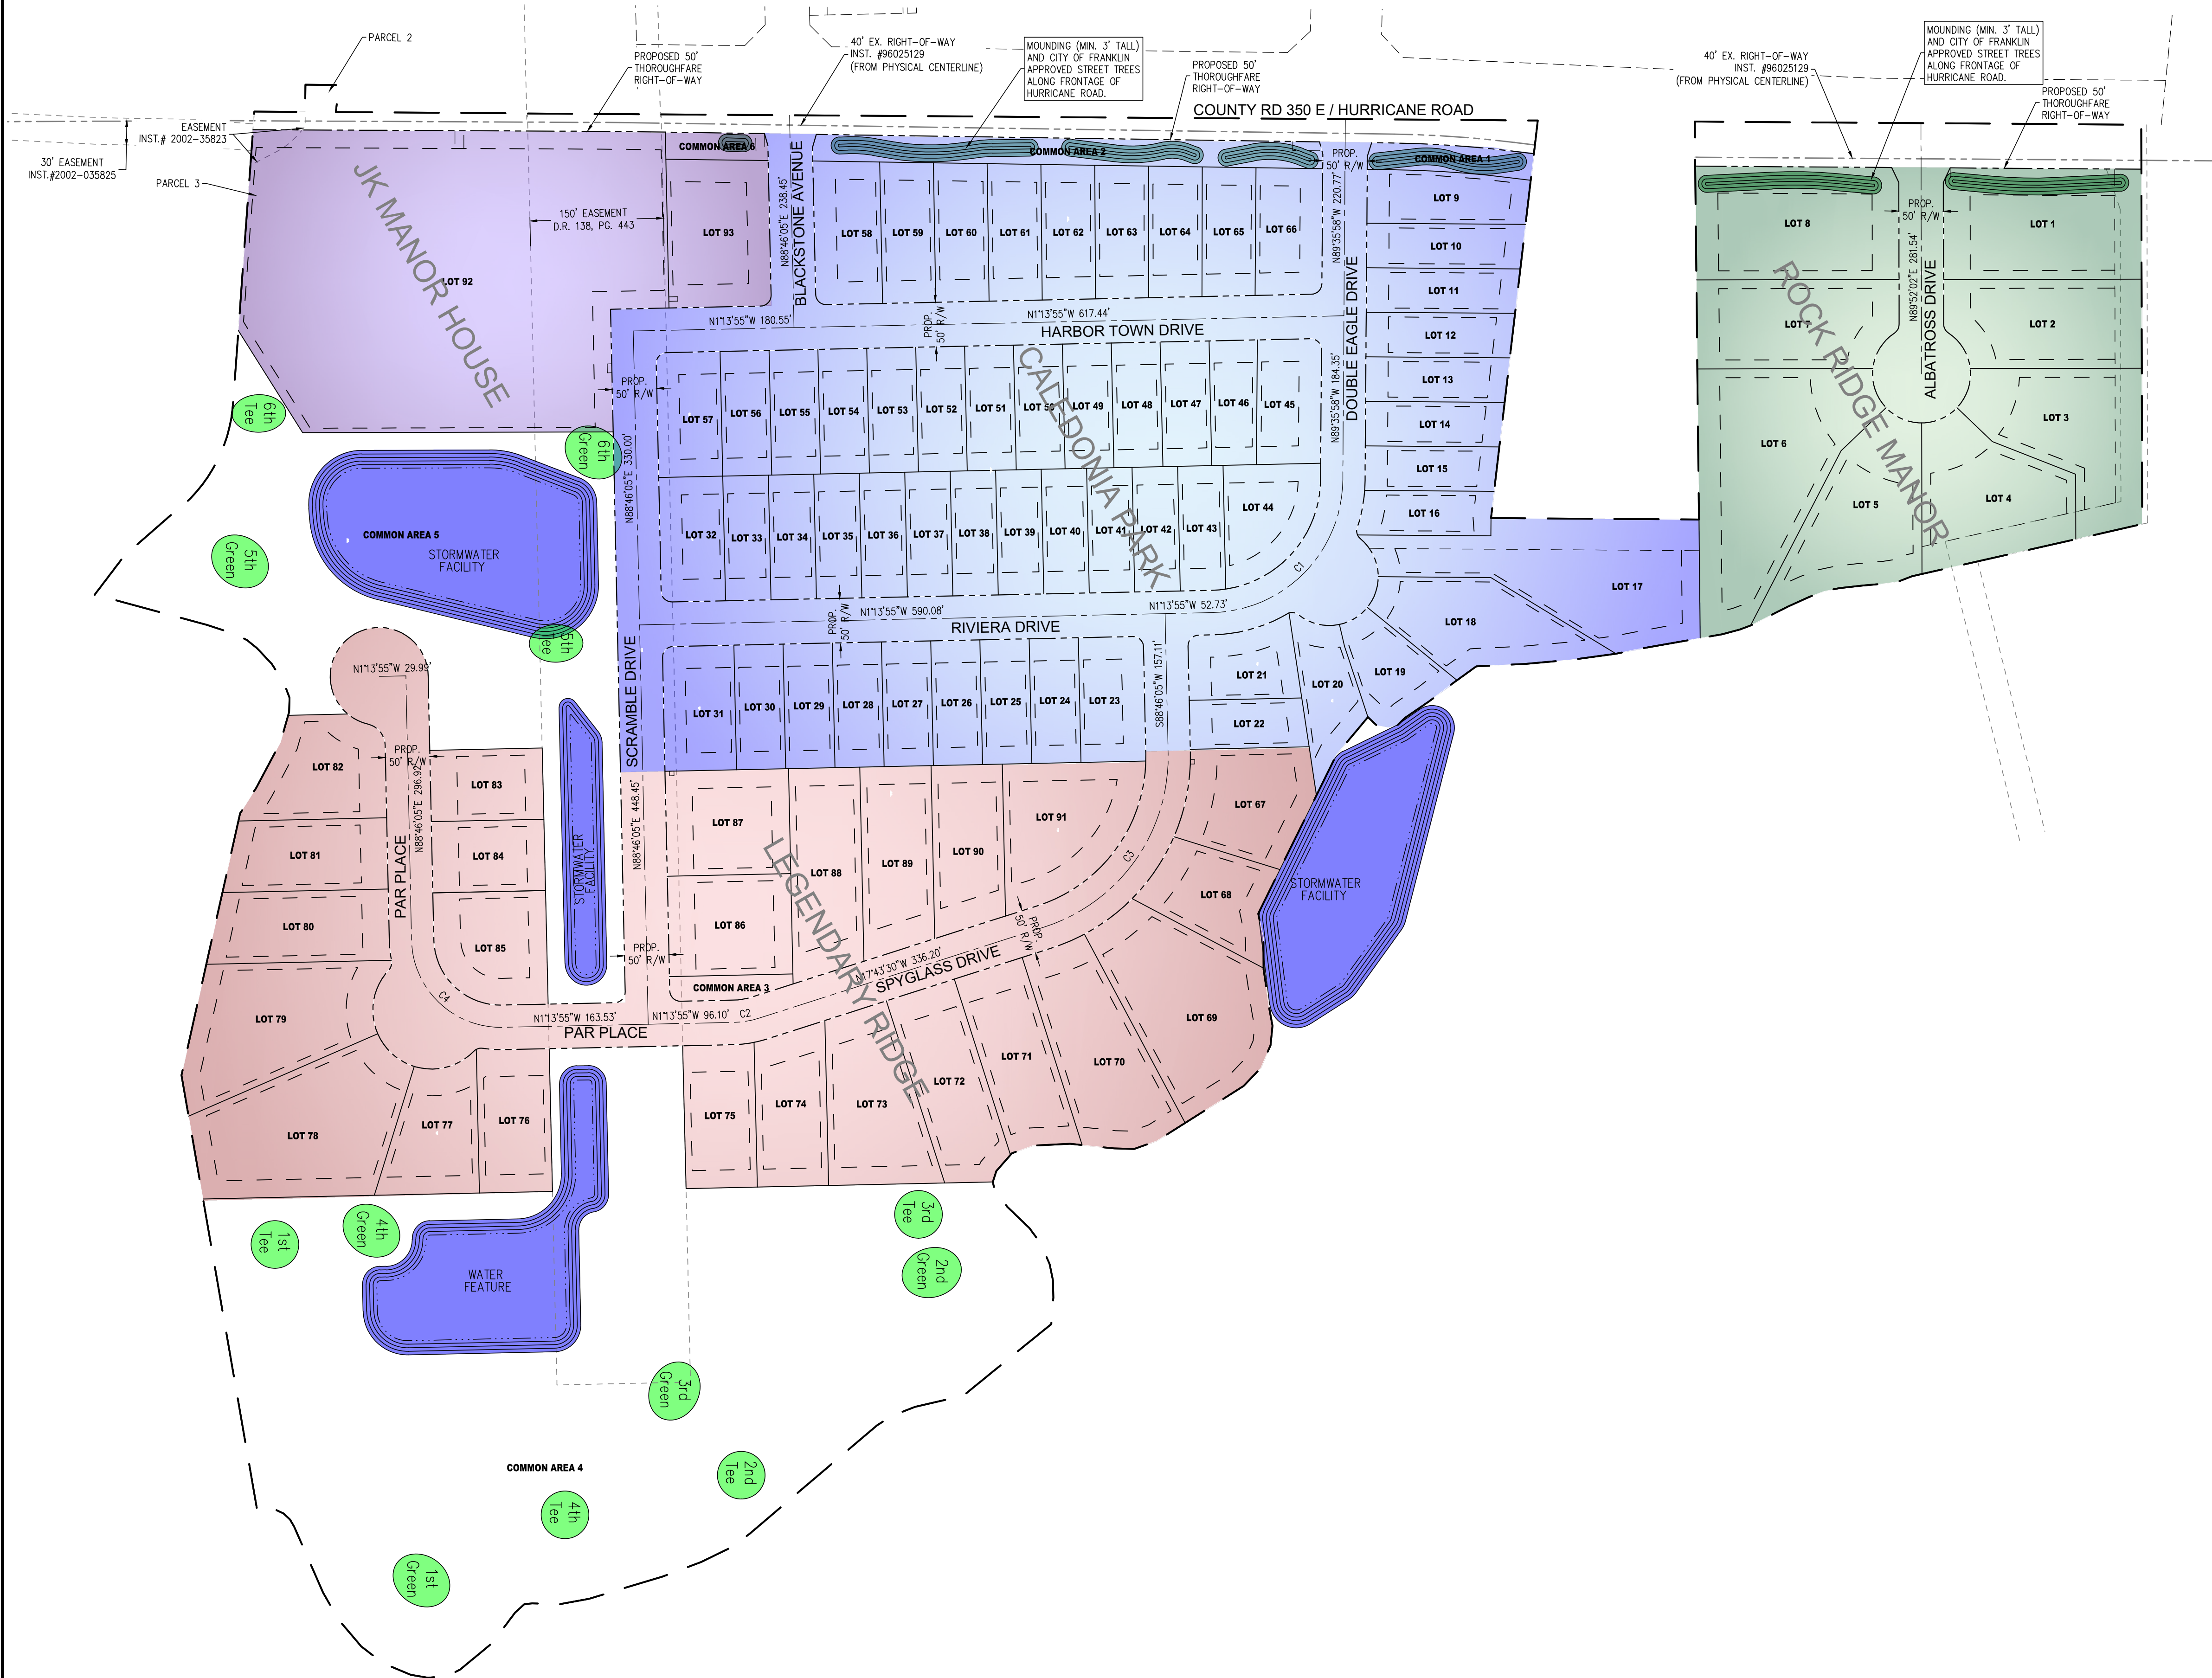 PARCEL 2
PROPOSED 50'
THOROUGHFARE
RIGHT-OF-WAY
40' EX. RIGHT-OF-WAY
INST. #96025129
(FROM PHYSICAL CENTERLINE)
MOUNDING (MIN. 3' TALL)
AND CITY OF FRANKLIN
APPROVED STREET TREES
ALONG FRONTAGE OF
HURRICANE ROAD.
PROPOSED 50'
THOROUGHFARE
RIGHT-OF-WAY
40' EX. RIGHT-OF-WAY
INST. #96025129
(FROM PHYSICAL CENTERLINE)
MOUNDING (MIN. 3' TALL)
AND CITY OF FRANKLIN
APPROVED STREET TREES
ALONG FRONTAGE OF
HURRICANE ROAD.
PROPOSED 50'
THOROUGHFARE
RIGHT-OF-WAY
COUNTY RD 350 E / HURRICANE ROAD
EASEMENT
INST.# 2002-35823
30' EASEMENT
INST.#2002-035825
PARCEL 3
JK MANOR HOUSE
150' EASEMENT
D.R. 138, PG. 443
LOT 92
COMMON AREA 6
LOT 93
N88°46'05"E 238.45'
BLACKSTONE AVENUE
COMMON AREA 2
LOT 58
LOT 59
LOT 60
LOT 61
LOT 62
LOT 63
LOT 64
LOT 65
LOT 66
PROP.
50' R/W
COMMON AREA 1
N89°35'58"W 220.77'
DOUBLE EAGLE DRIVE
N89°35'58"W 184.35'
LOT 9
LOT 10
LOT 11
LOT 12
LOT 13
LOT 14
LOT 15
LOT 16
LOT 8
PROP.
50' R/W
LOT 1
N89°52'02"E 281.54'
ALBATROSS DRIVE
LOT 7
LOT 2
ROCK RIDGE MANOR
LOT 6
LOT 3
LOT 5
LOT 4
N1°13'55"W 180.55'
PROP.
50' R/W
N1°13'55"W 617.44'
HARBOR TOWN DRIVE
PROP.
50' R/W
CALEDONIA PARK
LOT 57
LOT 56
LOT 55
LOT 54
LOT 53
LOT 52
LOT 51
LOT 50
LOT 49
LOT 48
LOT 47
LOT 46
LOT 45
N88°46'05"E 330.00'
6th
Tee
6th
Green
LOT 32
LOT 33
LOT 34
LOT 35
LOT 36
LOT 37
LOT 38
LOT 39
LOT 40
LOT 41
LOT 42
LOT 43
LOT 44
C1
COMMON AREA 5
STORMWATER
FACILITY
5th
Green
5th
Tee
N1°13'55"W 590.08'
PROP.
50' R/W
RIVIERA DRIVE
N1°13'55"W 52.73'
LOT 17
LOT 18
LOT 19
LOT 20
LOT 21
LOT 22
S88°46'05"W 157.11'
SCRAMBLE DRIVE
LOT 31
LOT 30
LOT 29
LOT 28
LOT 27
LOT 26
LOT 25
LOT 24
LOT 23
N1°13'55"W 29.99'
PROP.
50' R/W
N88°46'05"E 296.92'
PAR PLACE
LOT 82
LOT 83
LOT 81
LOT 84
LOT 80
LOT 85
STORMWATER
FACILITY
N88°46'05"E 448.45'
LOT 87
LOT 88
LOT 89
LOT 90
LOT 91
LOT 86
LEGENDARY RIDGE
C3
LOT 67
LOT 68
STORMWATER
FACILITY
PROP.
50' R/W
PROP.
50' R/W
COMMON AREA 3
N17°43'30"W 336.20'
SPYGLASS DRIVE
C4
N1°13'55"W 163.53'
N1°13'55"W 96.10'
C2
PAR PLACE
LOT 79
LOT 78
LOT 77
LOT 76
LOT 75
LOT 74
LOT 73
LOT 72
LOT 71
LOT 70
LOT 69
1st
Tee
4th
Green
3rd
Tee
2nd
Green
WATER
FEATURE
3rd
Green
COMMON AREA 4
2nd
Tee
4th
Tee
1st
Green